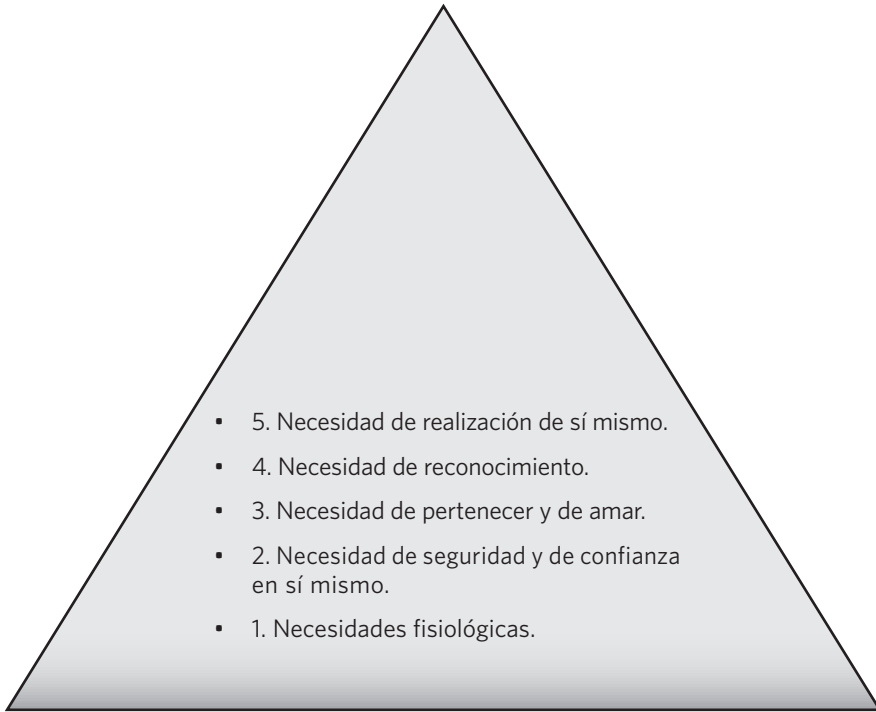 • 5. Necesidad de realización de sí mismo.
• 4. Necesidad de reconocimiento.
• 3. Necesidad de pertenecer y de amar.
• 2. Necesidad de seguridad y de confianza
en sí mismo.
• 1. Necesidades fisiológicas.